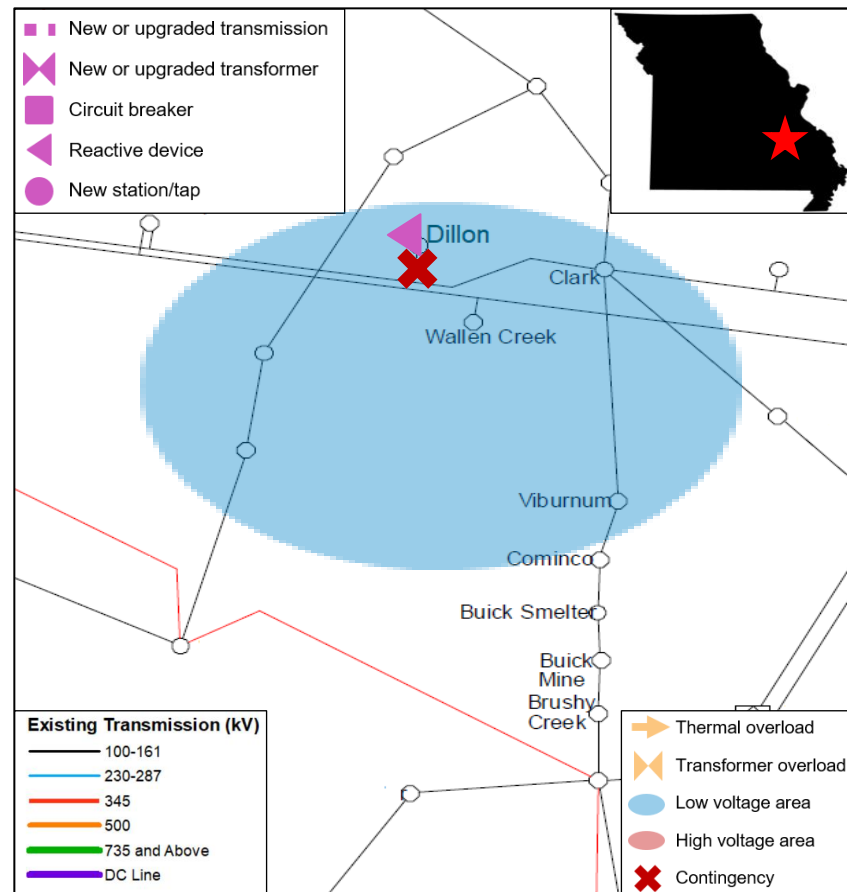 New or upgraded transmission
New or upgraded transformer
Circuit breaker
Reactive device
New station/tap
Dillon
Clark
Wallen Creek
Viburnum
Cominco
Buick Smelter
Buick
Mine
Brushy
Creek
Existing Transmission (kV)
100-161
230-287
345
500
735 and Above
DC Line
Thermal overload
Transformer overload
Low voltage area
High voltage area
Contingency